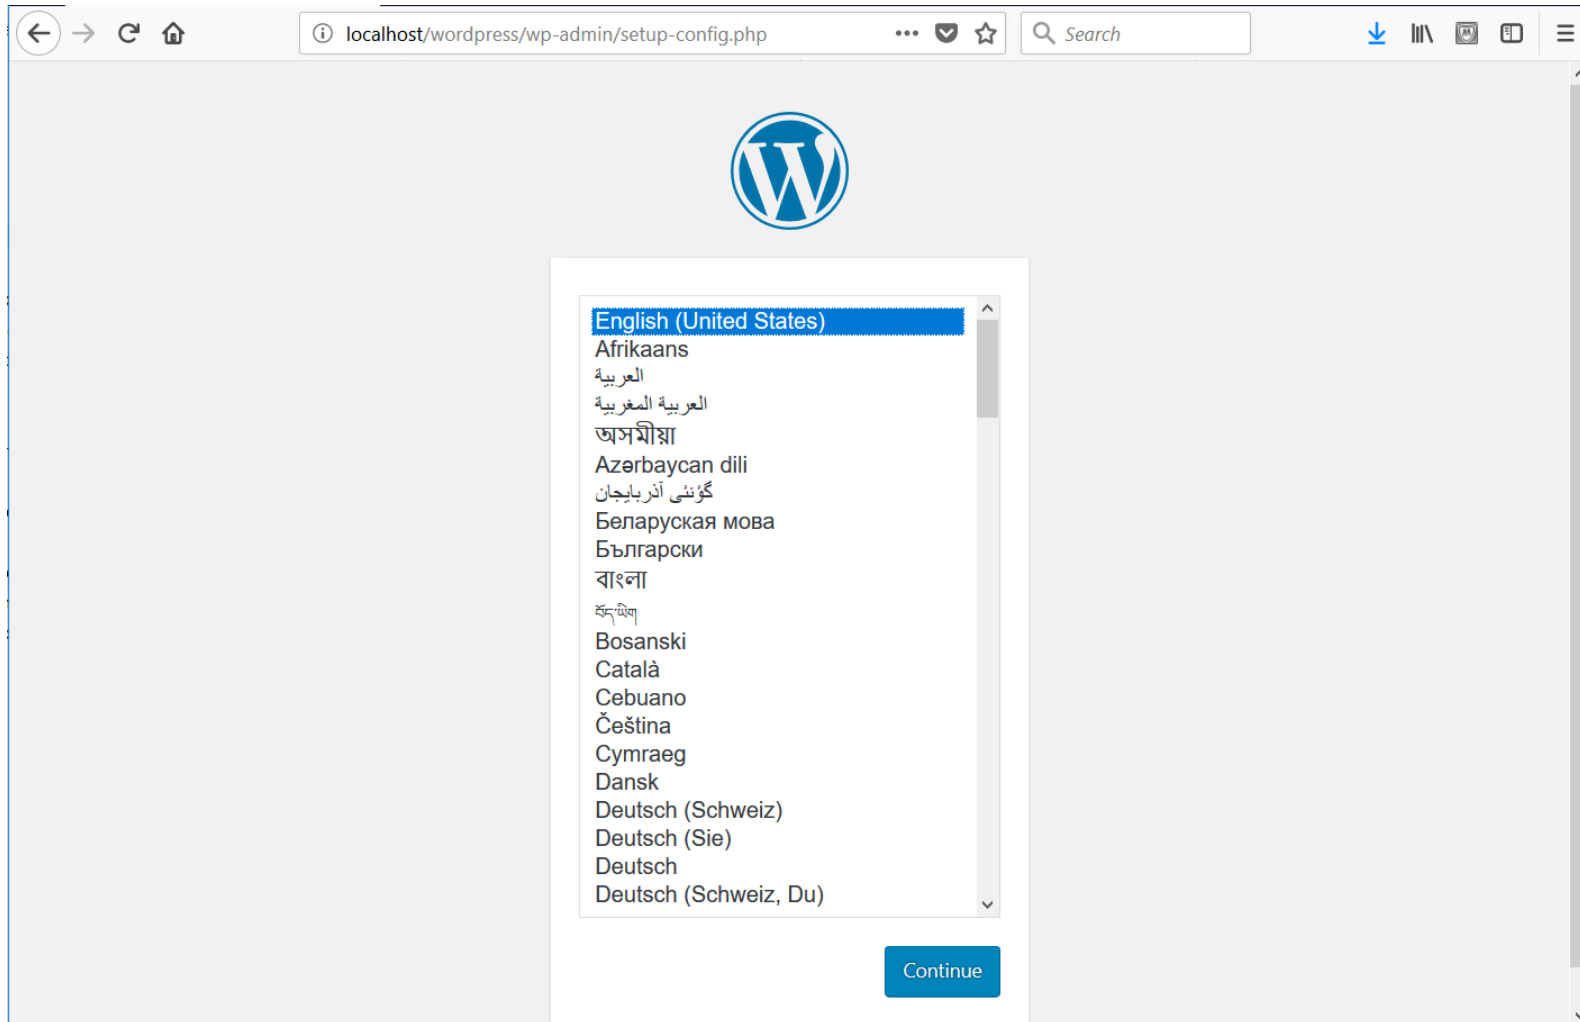 localhost/wordpress/wp-admin/setup-config.php
Search
English (United States)
Afrikaans
العربية
العربية المغربية
অসমীয়া
Azərbaycan dili
گؤنئی آذربایجان
Беларуская мова
Български
বাংলা
བོད་ཡིག
Bosanski
Català
Cebuano
Čeština
Cymraeg
Dansk
Deutsch (Schweiz)
Deutsch (Sie)
Deutsch
Deutsch (Schweiz, Du)
Continue